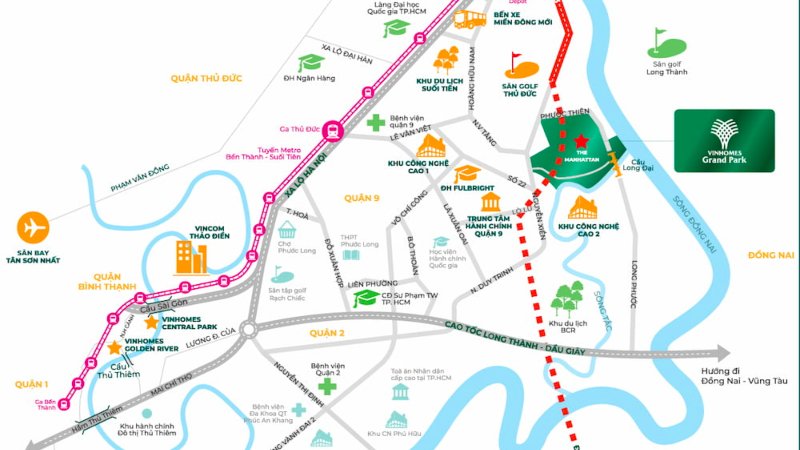 Làng Đại học
Quốc gia TP.HCM
Depot
BẾN XE
MIỀN ĐÔNG MỚI
XA LỘ ĐẠI HÀN
ĐH Ngân Hàng
QUẬN THỦ ĐỨC
KHU DU LỊCH
SUỐI TIÊN
HOÀNG HỮU NAM
SÂN GOLF
THỦ ĐỨC
Sân golf
Long Thành
Ga Thủ Đức
Bệnh viện
quận 9
LÊ VĂN VIỆT
N.V.TĂNG
PHƯỚC THIỆN
THE
MANHATTAN
VINHOMES
Grand Park
Tuyến Metro
Bến Thành - Suối Tiên
XA LỘ HÀ NỘI
KHU CÔNG NGHỆ
CAO 1
Cầu
Long Đại
PHẠM VĂN ĐỒNG
ĐH FULBRIGHT
SỐ 22
QUẬN 9
VÕ CHÍ CÔNG
LÃ XUÂN OAI
TRUNG TÂM
HÀNH CHÍNH
QUẬN 9
LÒ LU
NGUYỄN XIỂN
KHU CÔNG NGHỆ
CAO 2
SÔNG ĐỒNG NAI
T. HOÀ
SÂN BAY
TÂN SƠN NHẤT
VINCOM
THẢO ĐIỀN
Chợ
Phước Long
THPT
Phước Long
Đ.B.THOÀN
Học viện
Hành chính
Quốc gia
ĐỒNG NAI
QUẬN
BÌNH THẠNH
ĐỖ XUÂN HỢP
N. DUY TRINH
LONG PHƯỚC
Sân tập golf
Rạch Chiếc
LIÊN PHƯỜNG
CĐ Sư Phạm TW
TP. HCM
SÔNG TẮC
Cầu Sài Gòn
VINHOMES
CENTRAL PARK
N.H.CẢNH
LƯƠNG Đ. CỦA
QUẬN 2
Khu du lịch
BCR
CAO TỐC LONG THÀNH - DẦU GIÂY
VINHOMES
GOLDEN RIVER
Cầu
Thủ Thiêm
Hướng đi
Đồng Nai - Vũng Tàu
QUẬN 1
MAI CHÍ THỌ
NGUYỄN THỊ ĐỊNH
Bệnh viện
Quận 2
Toà án Nhân dân
cấp cao tại TP.HCM
Ga Bến
Thành
Hầm Thủ Thiêm
Khu hành chính
Đô thị Thủ Thiêm
Bệnh viện
Đa Khoa QT
Phúc An Khang
ĐỒNG VĂN CỐNG
VÀNH ĐAI 2
Khu CN Phú Hữu
3